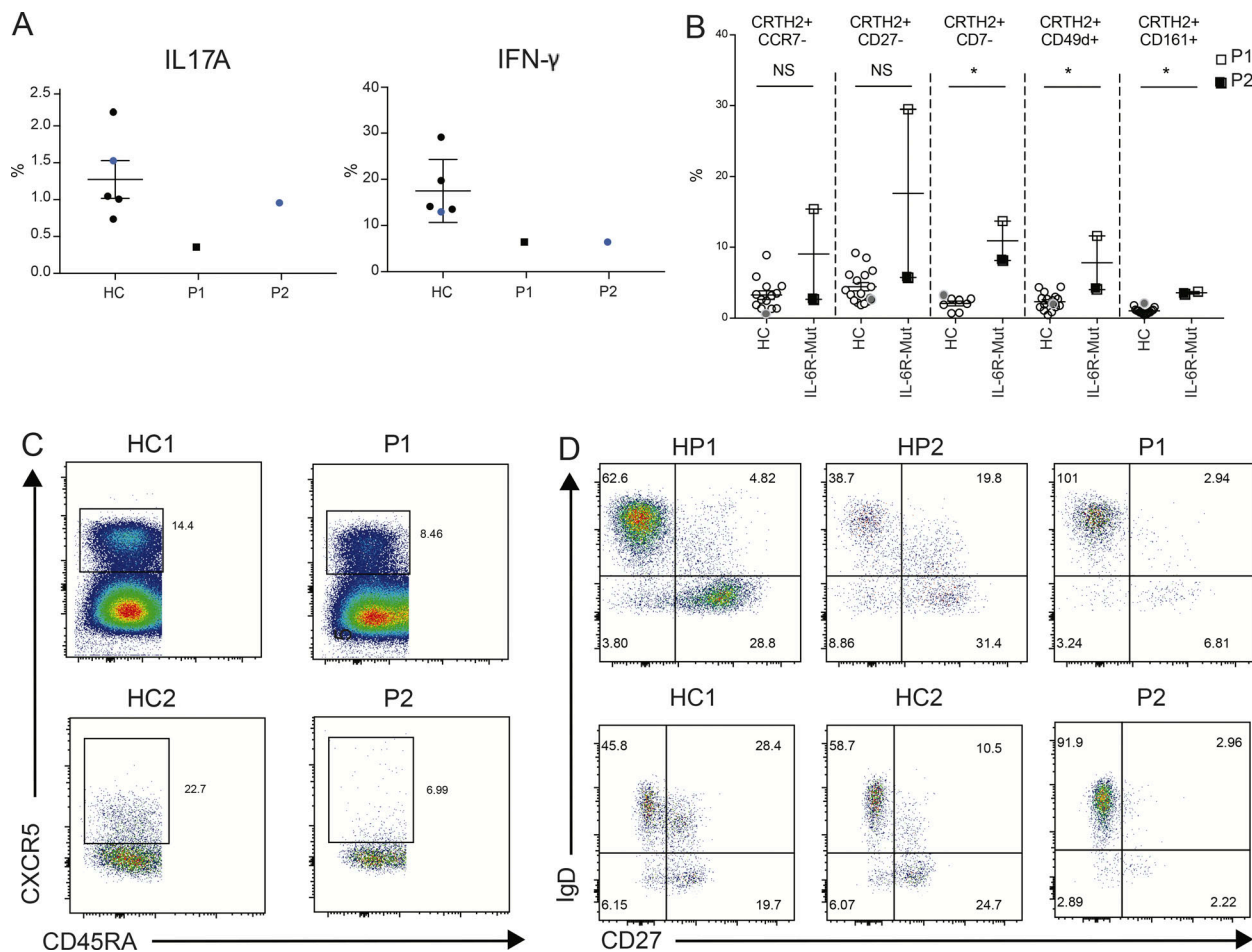 A
IL17A
%
2.5
2.0
1.5
1.0
0.5
0.0
HC
P1
P2
IFN-γ
%
40
30
20
10
0
HC
P1
P2
B
CRTH2+
CCR7-
CRTH2+
CD27-
CRTH2+
CD7-
CRTH2+
CD49d+
CRTH2+
CD161+
NS
NS
*
*
*
P1
P2
%
40
30
20
10
0
HC
IL-6R-Mut
HC
IL-6R-Mut
HC
IL-6R-Mut
HC
IL-6R-Mut
HC
IL-6R-Mut
C
HC1
14.4
P1
8.46
HC2
22.7
P2
6.99
CXCR5
CD45RA
D
HP1
62.6
4.82
3.80
28.8
HP2
38.7
19.8
8.86
31.4
P1
101
2.94
3.24
6.81
HC1
45.8
28.4
6.15
19.7
HC2
58.7
10.5
6.07
24.7
P2
91.9
2.96
2.89
2.22
IgD
CD27